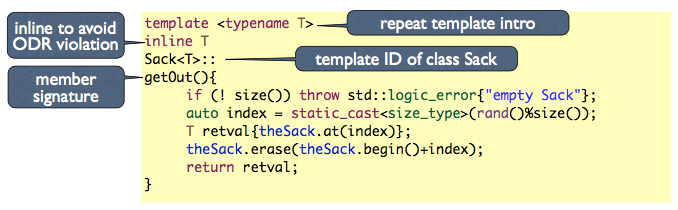 inline to avoid
ODR violation
template <typename T>
repeat template intro
inline T
Sack<T>::
template ID of class Sack
member
signature
getOut(){
if (! size()) throw std::logic_error{"empty Sack"};
auto index = static_cast<size_type>(rand()%size());
T retval{theSack.at(index)};
theSack.erase(theSack.begin()+index);
return retval;
}